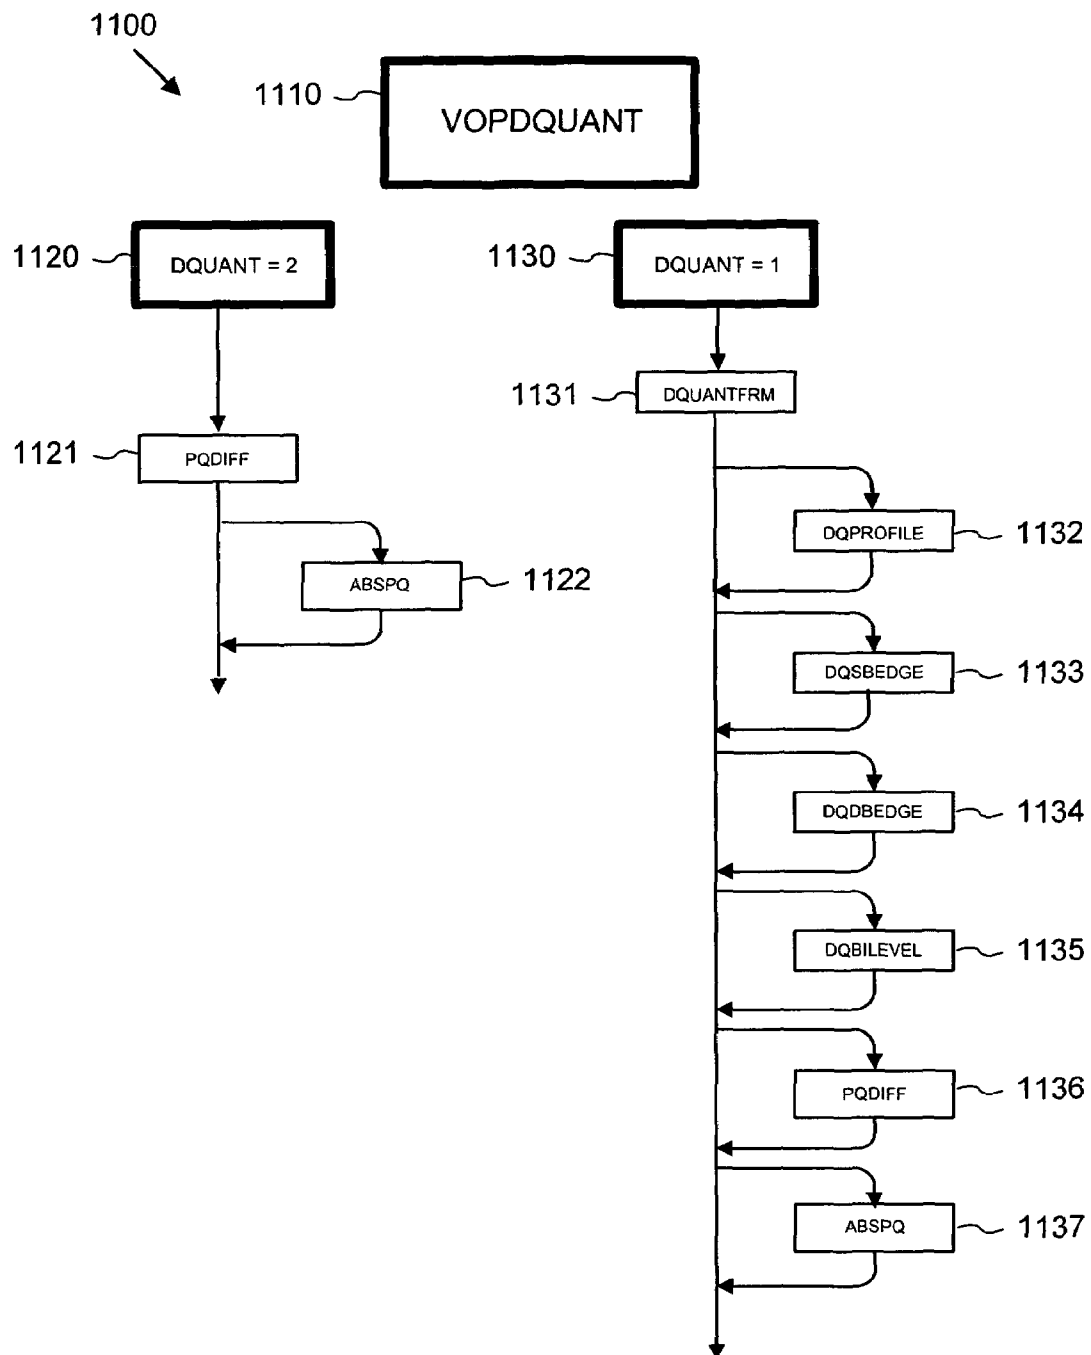 1100
1110
VOPDQUANT
1120
DQUANT = 2
1130
DQUANT = 1
1131
DQUANTFRM
1121
PQDIFF
DQPROFILE
1132
ABSPQ
1122
DQSBEDGE
1133
DQDBEDGE
1134
DQBILEVEL
1135
PQDIFF
1136
ABSPQ
1137